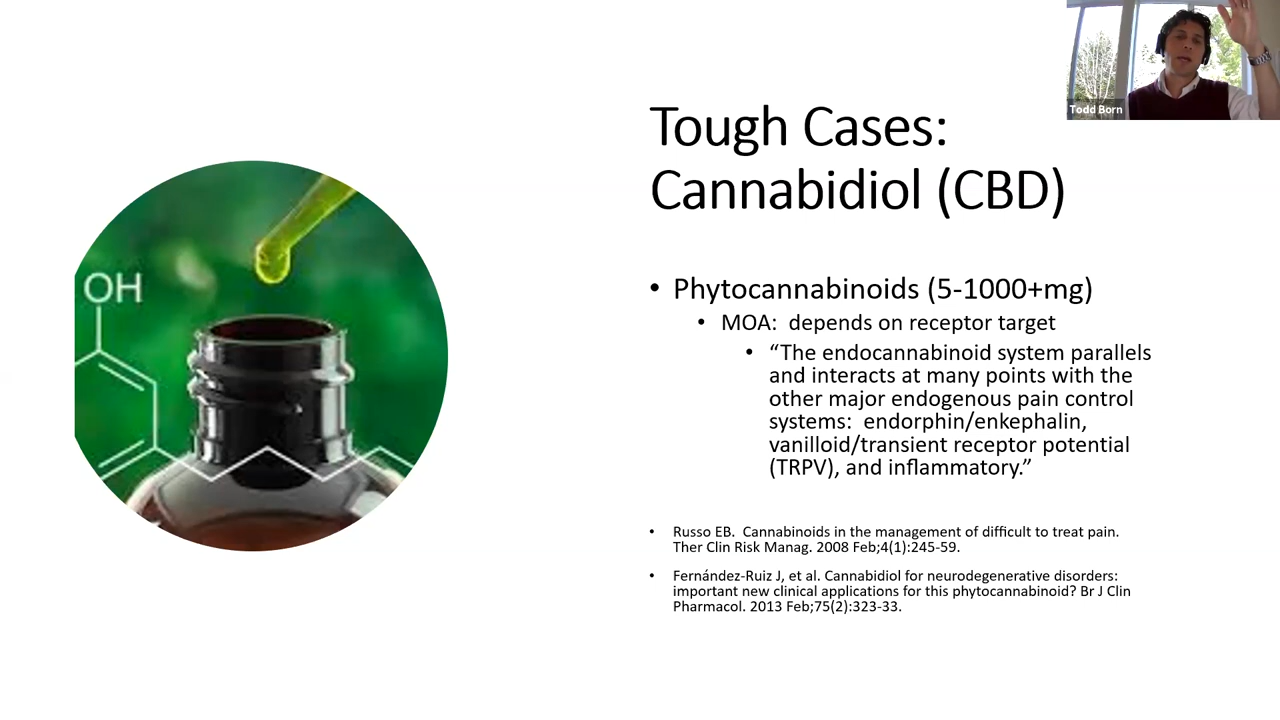 Todd Born
Tough Cases:
Cannabidiol (CBD)
OH
• Phytocannabinoids (5-1000+mg)
• MOA:  depends on receptor target
• “The endocannabinoid system parallels
and interacts at many points with the
other major endogenous pain control
systems:  endorphin/enkephalin,
vanilloid/transient receptor potential
(TRPV), and inflammatory.”
• Russo EB.  Cannabinoids in the management of difficult to treat pain.
Ther Clin Risk Manag. 2008 Feb;4(1):245-59.
• Fernández-Ruiz J, et al. Cannabidiol for neurodegenerative disorders:
important new clinical applications for this phytocannabinoid? Br J Clin
Pharmacol. 2013 Feb;75(2):323-33.